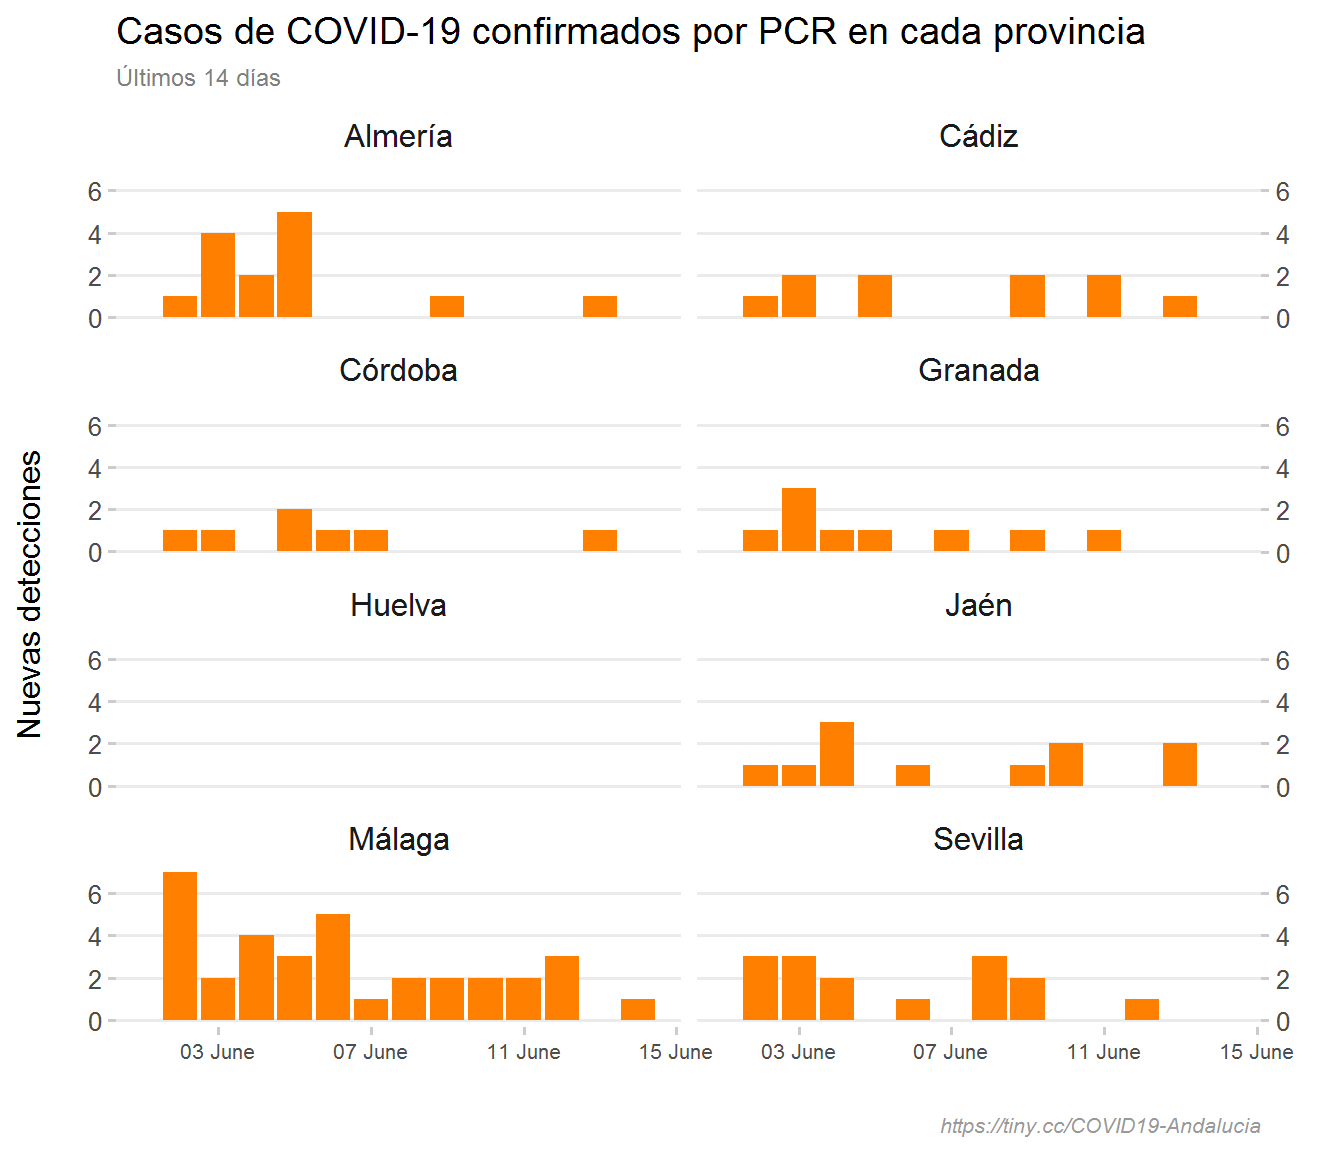 Casos de COVID-19 confirmados por PCR en cada provincia
Últimos 14 días
Nuevas detecciones
Almería
6
4
2
0
Cádiz
6
4
2
0
Córdoba
6
4
2
0
Granada
6
4
2
0
Huelva
6
4
2
0
Jaén
6
4
2
0
Málaga
6
4
2
0
Sevilla
6
4
2
0
03 June 07 June 11 June 15 June
03 June 07 June 11 June 15 June
https://tiny.cc/COVID19-Andalucia